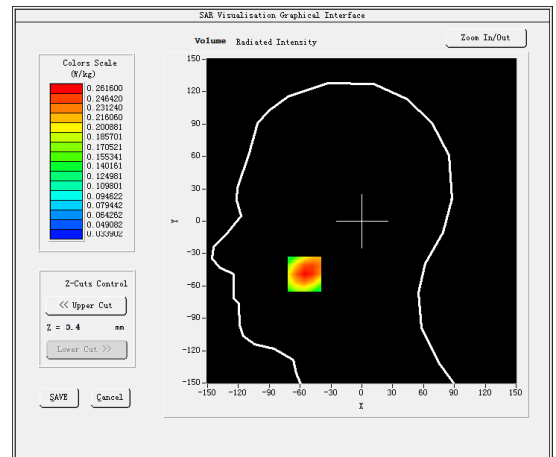 SAR Visualisation Graphical Interface
Volume Radiated Intensity
Zoom In/Out
Colors Scale
(W/kg)
0.261600
0.246420
0.231240
0.216060
0.200881
0.185701
0.170521
0.155341
0.140161
0.124981
0.109801
0.094622
0.079442
0.064262
0.049082
0.033902
Z-Cuts Control
<< Upper Cut
Z = 0.4 mm
Lower Cut >>
SAVE Cancel
150
120
90
60
30
0
-30
-60
-90
-120
-150
Y
-150 -120 -90 -60 -30 0 30 60 90 120 150
X